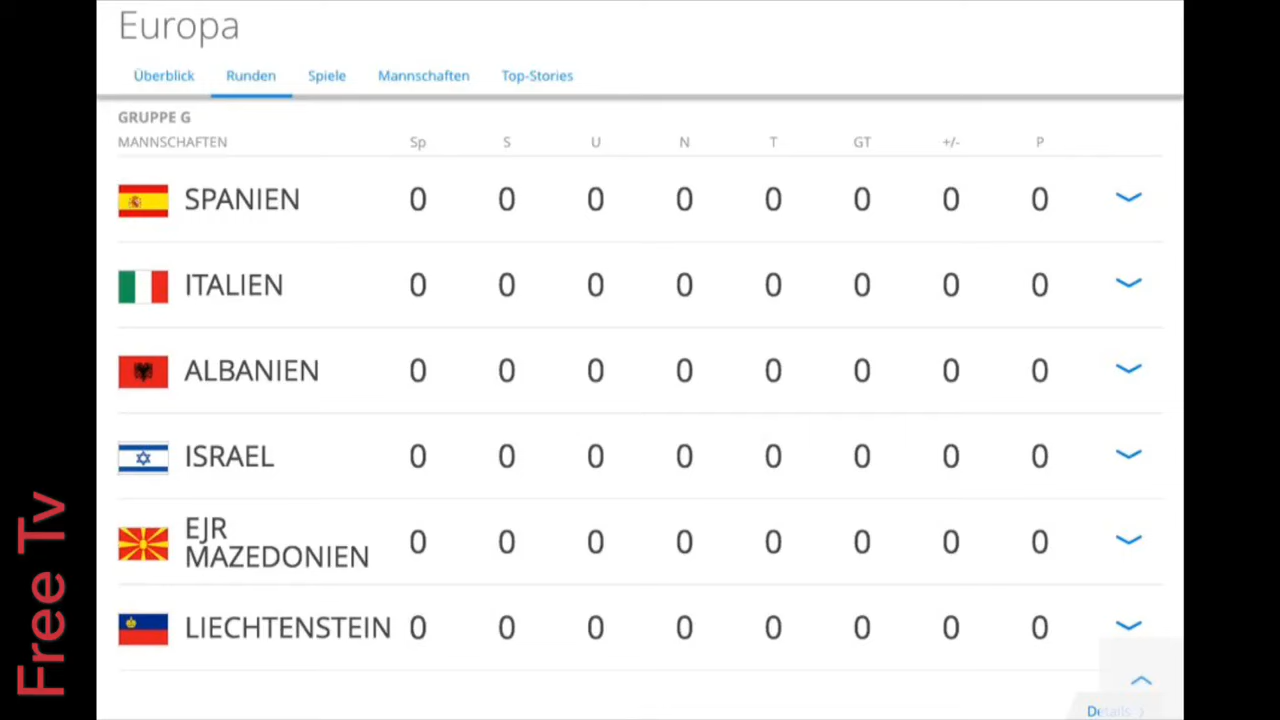 Europa
Überblick Runden Spiele Mannschaften Top-Stories
GRUPPE G
MANNSCHAFTEN Sp S U N T GT +/- P
SPANIEN 0 0 0 0 0 0 0 0
ITALIEN 0 0 0 0 0 0 0 0
ALBANIEN 0 0 0 0 0 0 0 0
ISRAEL 0 0 0 0 0 0 0 0
EJR
MAZEDONIEN 0 0 0 0 0 0 0 0
LIECHTENSTEIN 0 0 0 0 0 0 0 0
Details
Free Tv